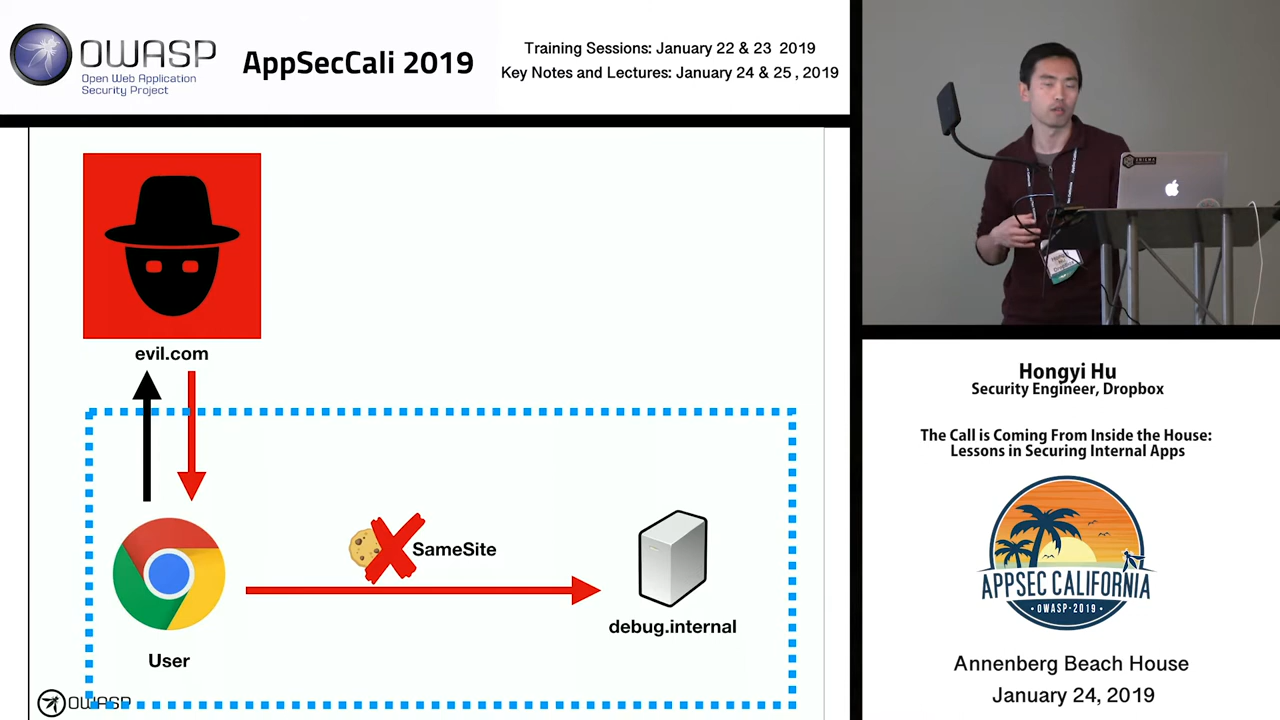 OWASP
Open Web Application
Security Project
AppSecCali 2019
Training Sessions: January 22 & 23 2019
Key Notes and Lectures: January 24 & 25 , 2019
evil.com
SameSite
debug.internal
User
OWASP
Hongyi Hu
Security Engineer, Dropbox
The Call is Coming From Inside the House:
Lessons in Securing Internal Apps
APPSEC CALIFORNIA
OWASP-2019
Annenberg Beach House
January 24, 2019